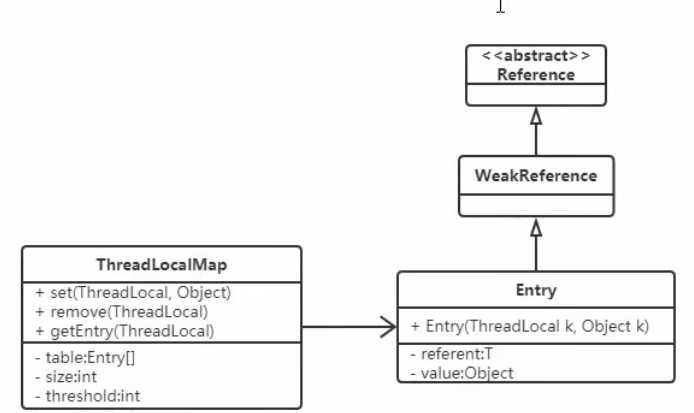 <<abstract>>
Reference
WeakReference
ThreadLocalMap
+ set(ThreadLocal, Object)
+ remove(ThreadLocal)
+ getEntry(ThreadLocal)
- table:Entry[]
- size:int
- threshold:int
Entry
+ Entry(ThreadLocal k, Object k)
- referent:T
- value:Object